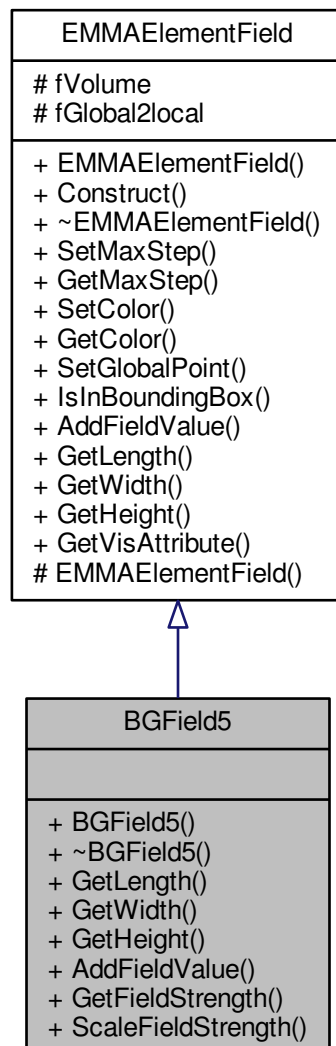 EMMAElementField
# fVolume
# fGlobal2local
+ EMMAElementField()
+ Construct()
+ ~EMMAElementField()
+ SetMaxStep()
+ GetMaxStep()
+ SetColor()
+ GetColor()
+ SetGlobalPoint()
+ IsInBoundingBox()
+ AddFieldValue()
+ GetLength()
+ GetWidth()
+ GetHeight()
+ GetVisAttribute()
# EMMAElementField()
BGField5
+ BGField5()
+ ~BGField5()
+ GetLength()
+ GetWidth()
+ GetHeight()
+ AddFieldValue()
+ GetFieldStrength()
+ ScaleFieldStrength()